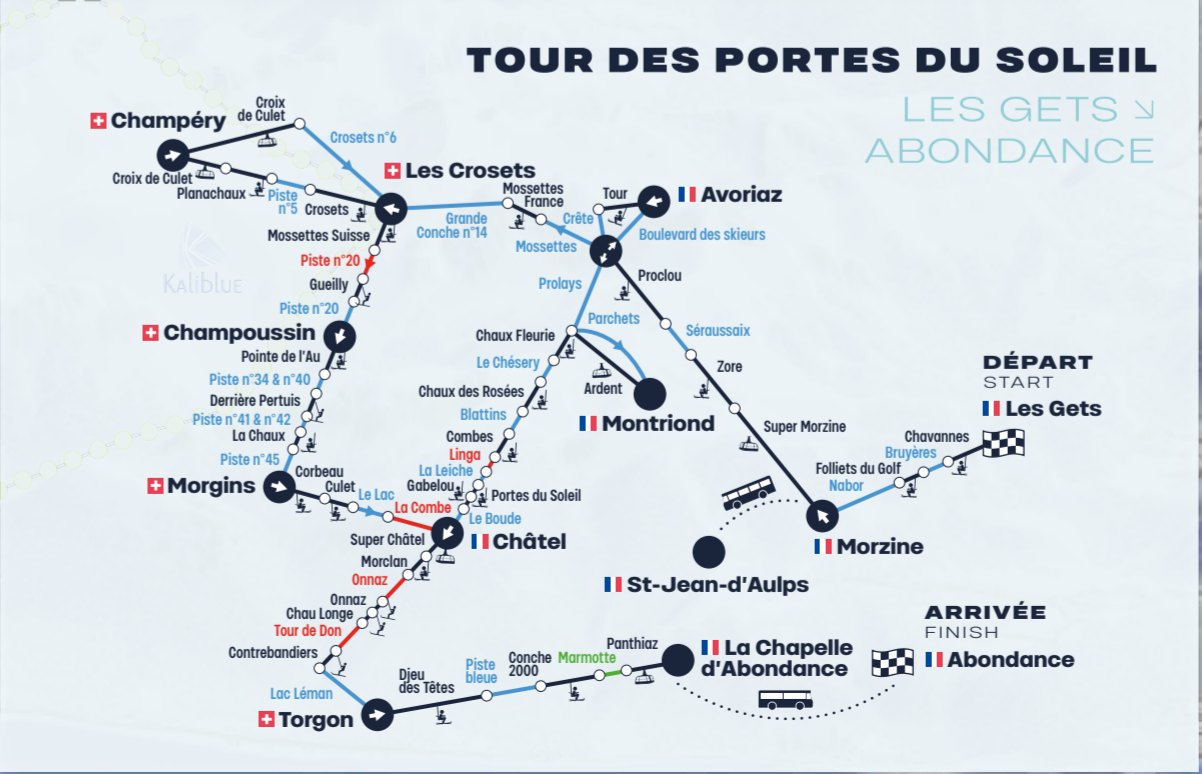 TOUR DES PORTES DU SOLEIL
LES GETS ↘
ABONDANCE
Croix
de Culet
Champéry
Crosets n°6
Croix de Culet
Planachaux
Piste
n°5
Crosets
Les Crosets
Mossettes
France
Grande
Conche n°14
Tour
Crête
Mossettes
Avoriaz
Boulevard des skieurs
Mossettes Suisse
Piste n°20
Gueilly
Piste n°20
KALIBLUE
Prolays
Proclou
Champoussin
Pointe de l'Au
Piste n°34 & n°40
Derrière Pertuis
Piste n°41 & n°42
La Chaux
Piste n°45
Chaux Fleurie
Parchets
Séraussaix
Le Chésery
Ardent
Zore
Chaux des Rosées
Blattins
Montriond
Super Morzine
Combes
Linga
La Leiche
Gabelou
Portes du Soleil
Le Boude
DÉPART
START
Les Gets
Chavannes
Bruyères
Folliets du Golf
Nabor
Morzine
St-Jean-d'Aulps
Morgins
Corbeau
Culet
Le Lac
La Combe
Châtel
Super Châtel
Morclan
Onnaz
Onnaz
Chau Longe
Tour de Don
Contrebandiers
Lac Léman
Torgon
Djeu
des Têtes
Piste
bleue
Conche
2000
Marmotte
Panthiaz
La Chapelle
d'Abondance
ARRIVÉE
FINISH
Abondance